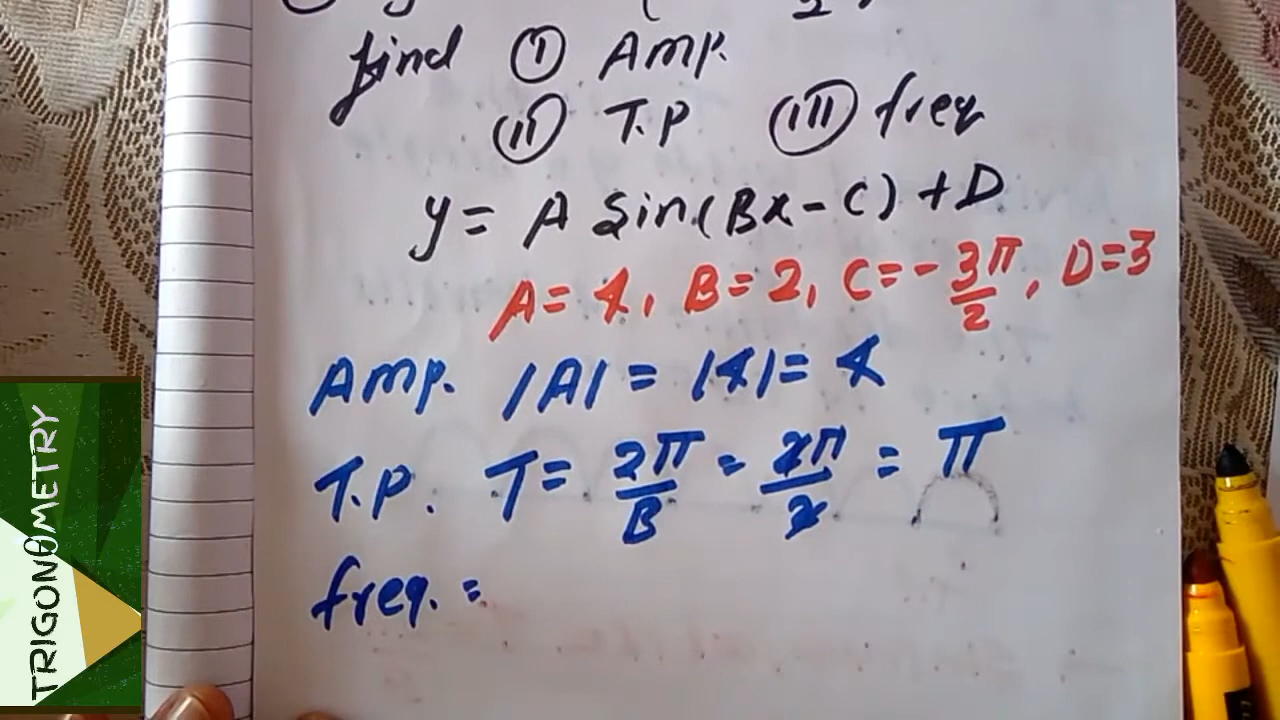 find (I) Amp.
(II) T.P (III) freq
y = A Sin(Bx - C) + D
A = 4, B = 2, C = - 3π/2, D = 3
Amp. |A| = |4| = 4
T.P. T = 2π/B = 2π/2 = π
freq. =
TRIGONθMETRY